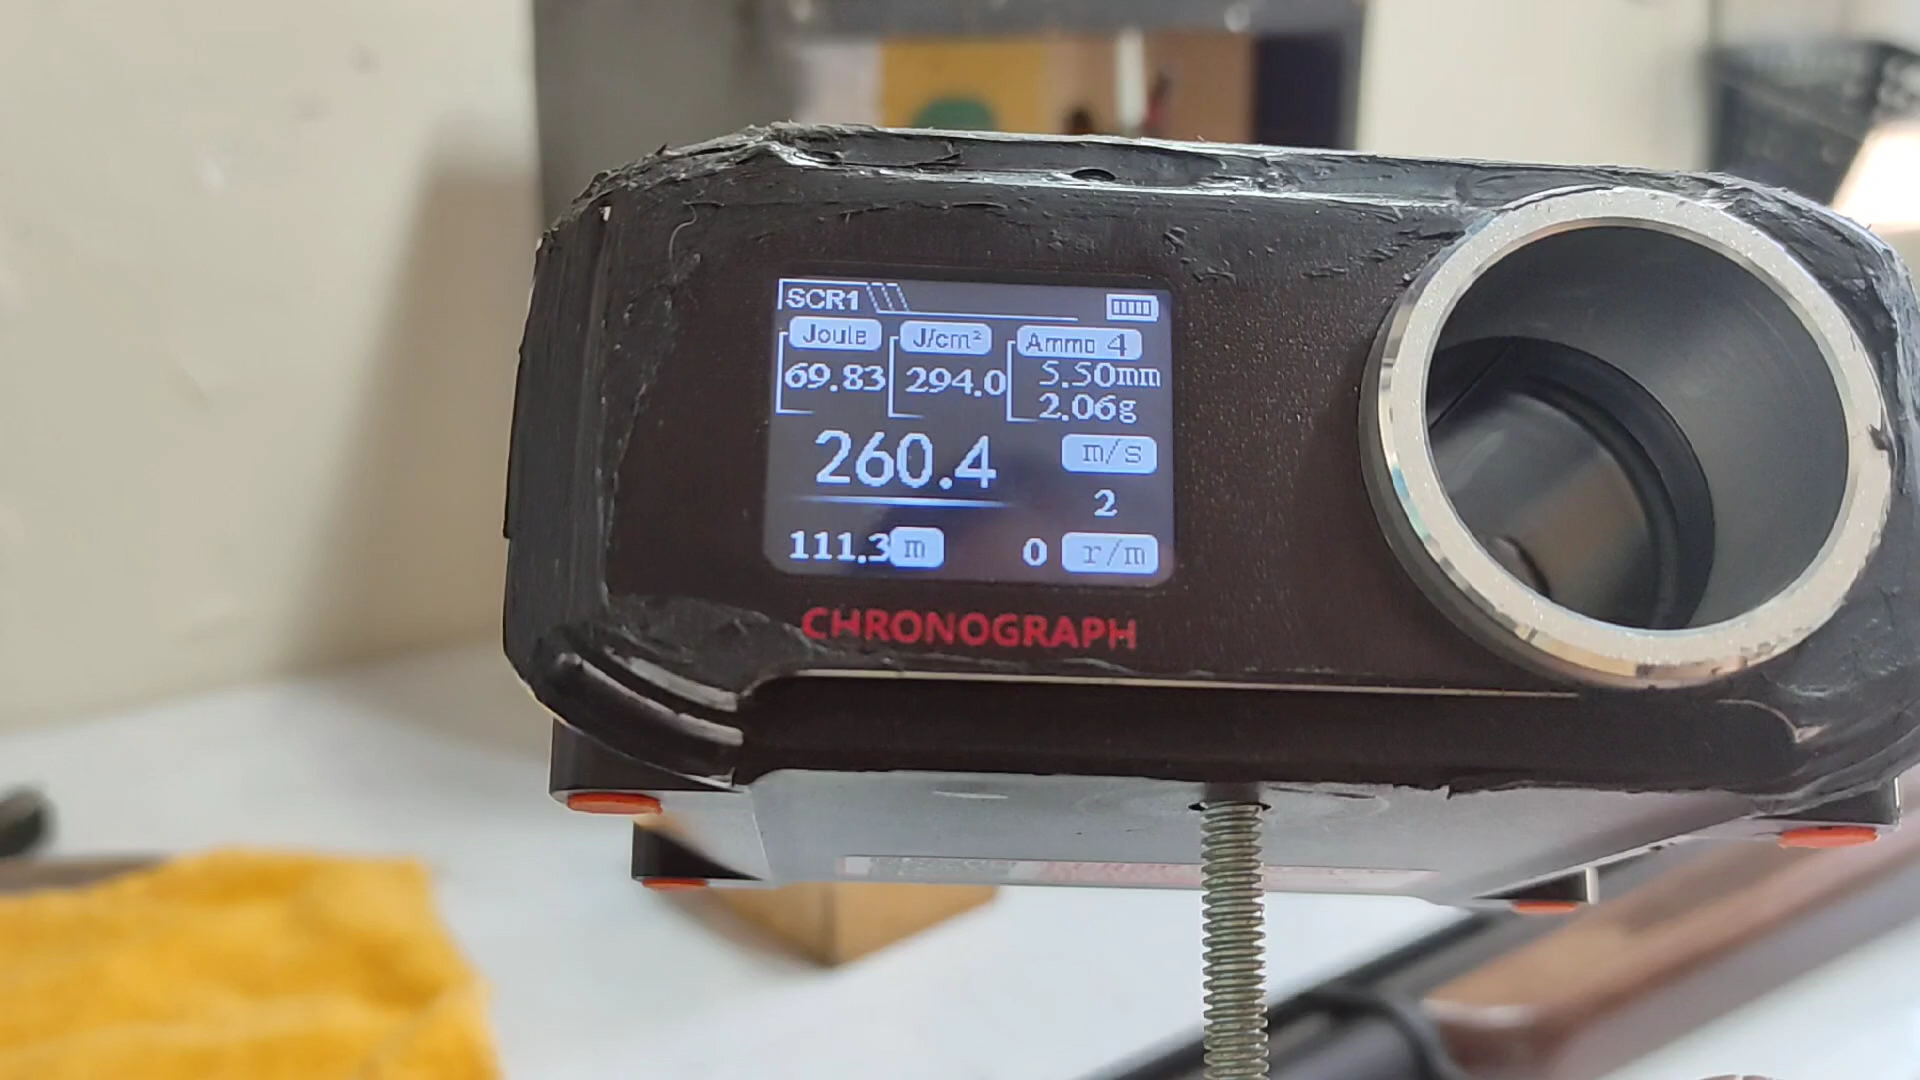 SCR1
Joule J/cm² Ammo 4
69.83 294.0 5.50mm
2.06g
260.4 m/s
2
111.3 m 0 r/m
CHRONOGRAPH